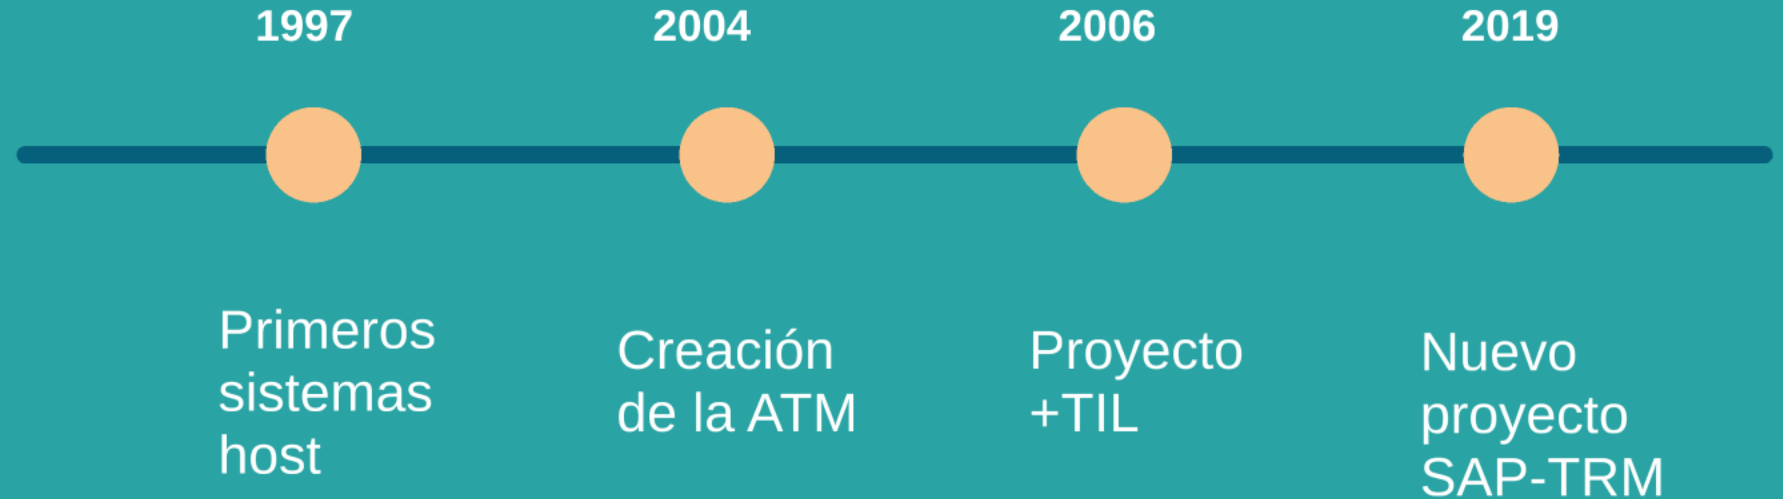 1997
Primeros
sistemas
host
2004
Creación
de la ATM
2006
Proyecto
+TIL
2019
Nuevo
proyecto
SAP-TRM